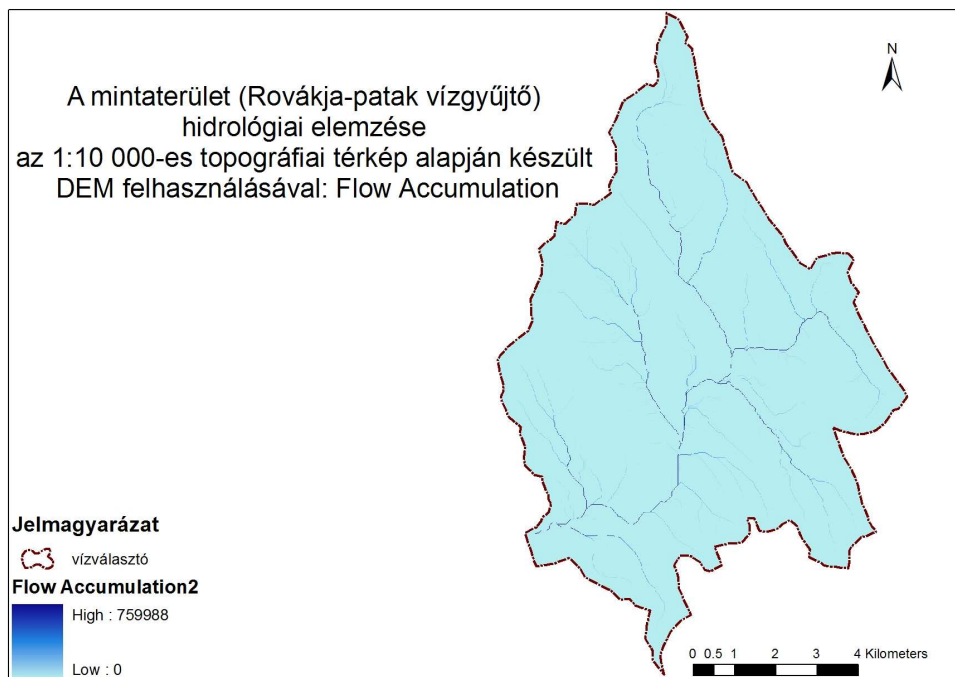 A mintaterület (Rovákja-patak vízgyűjtő)
hidrológiai elemzése
az 1:10 000-es topográfiai térkép alapján készült
DEM felhasználásával: Flow Accumulation
N
Jelmagyarázat
vízválasztó
Flow Accumulation2
High : 759988
Low : 0
0 0.5 1 2 3 4 Kilometers